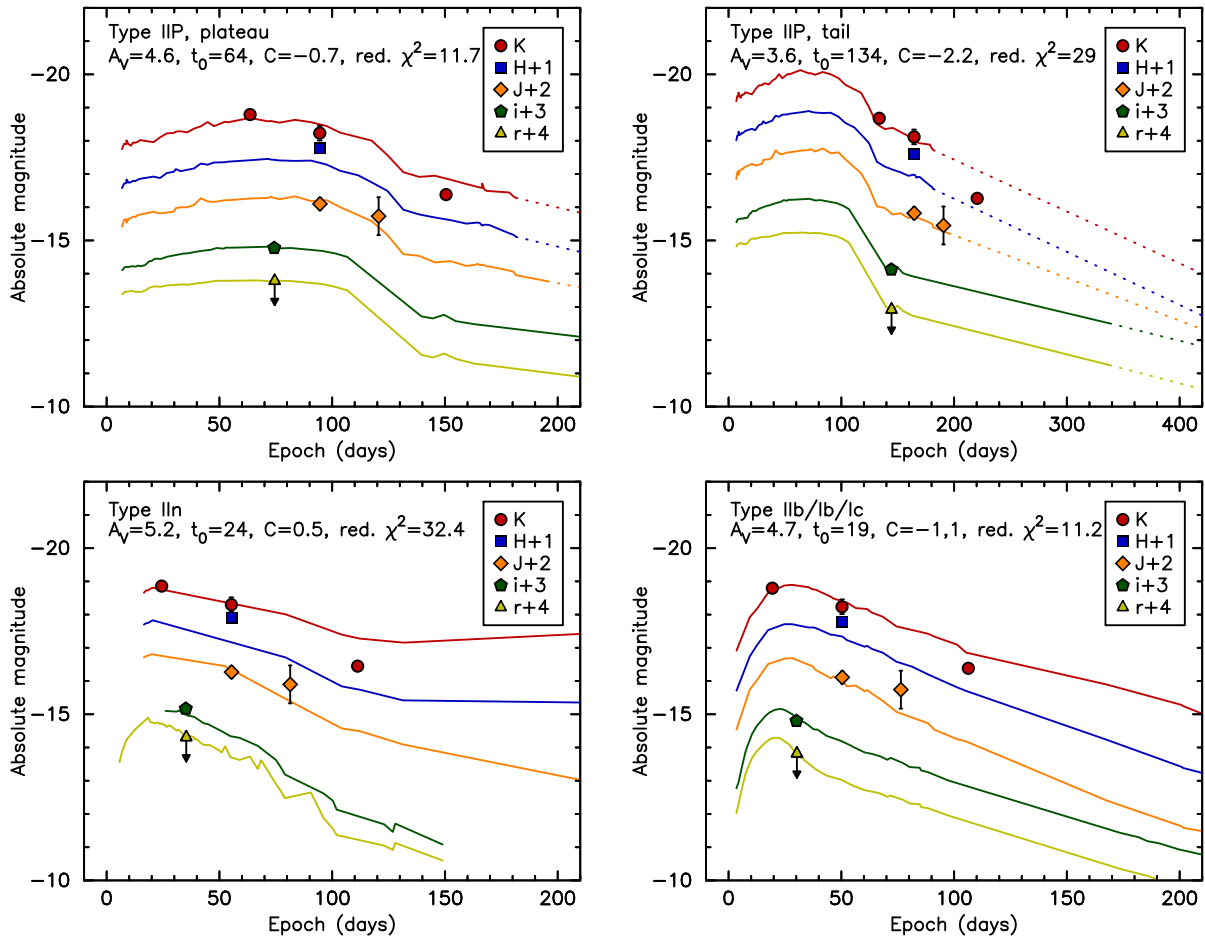 Type IIP, plateau
A_V=4.6, t_0=64, C=−0.7, red. χ²=11.7
K
H+1
J+2
i+3
r+4
−20
−15
−10
Absolute magnitude
0 50 100 150 200
Epoch (days)
Type IIP, tail
A_V=3.6, t_0=134, C=−2.2, red. χ²=29
K
H+1
J+2
i+3
r+4
−20
−15
−10
Absolute magnitude
0 100 200 300 400
Epoch (days)
Type IIn
A_V=5.2, t_0=24, C=0.5, red. χ²=32.4
K
H+1
J+2
i+3
r+4
−20
−15
−10
Absolute magnitude
0 50 100 150 200
Epoch (days)
Type IIb/Ib/Ic
A_V=4.7, t_0=19, C=−1,1, red. χ²=11.2
K
H+1
J+2
i+3
r+4
−20
−15
−10
Absolute magnitude
0 50 100 150 200
Epoch (days)